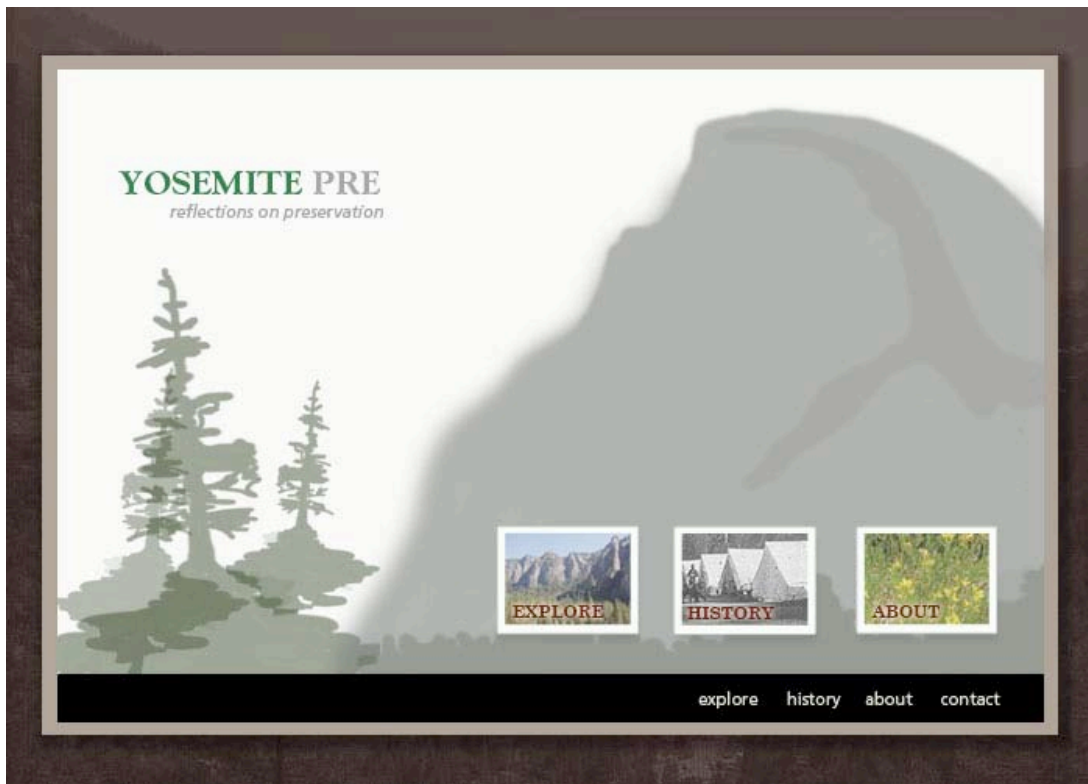 YOSEMITE PRE
reflections on preservation
EXPLORE HISTORY ABOUT
explore history about contact